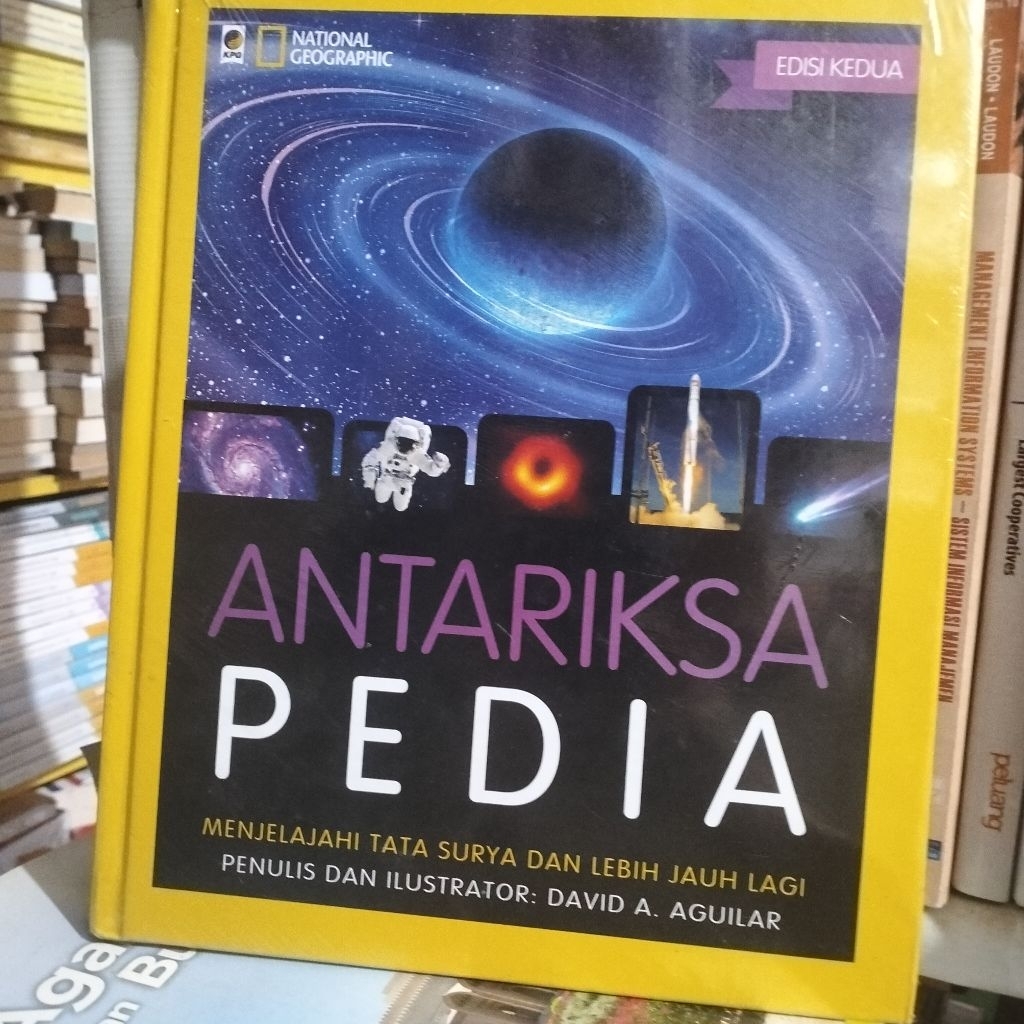 KPG
NATIONAL
GEOGRAPHIC
EDISI KEDUA
ANTARIKSA
PEDIA
MENJELAJAHI TATA SURYA DAN LEBIH JAUH LAGI
PENULIS DAN ILUSTRATOR: DAVID A. AGUILAR
LAUDON • LAUDON
MANAGEMENT INFORMATION SYSTEMS – SISTEM INFORMASI MANAJEMEN
Largest Cooperatives
peluang